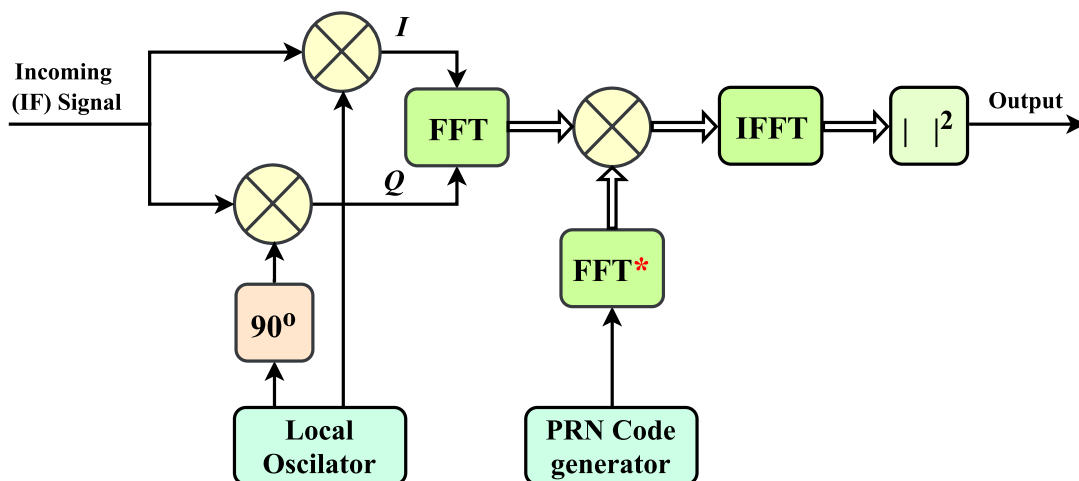 Incoming
(IF) Signal
I
Q
FFT
IFFT
| |²
Output
FFT*
90º
Local
Oscilator
PRN Code
generator